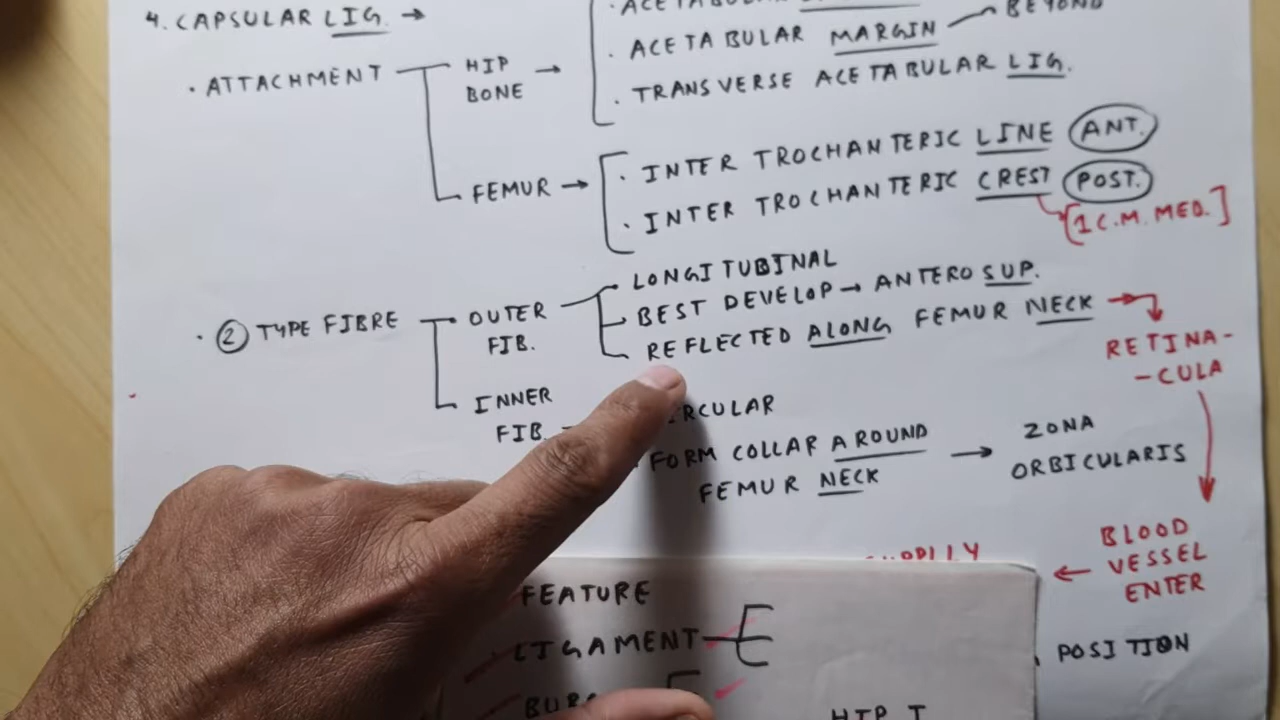 4. CAPSULAR LIG. →
BEYOND
· ACETABULAR MARGIN
· ATTACHMENT HIP BONE →
· TRANSVERSE ACETABULAR LIG.
FEMUR →
· INTER TROCHANTERIC LINE ANT.
· INTER TROCHANTERIC CREST POST.
[1 C.M. MED.]
· ② TYPE FIBRE
OUTER FIB.
LONGITUBINAL
BEST DEVELOP → ANTERO SUP.
REFLECTED ALONG FEMUR NECK →
RETINA-
-CULA
INNER FIB.
FORM COLLAR AROUND
FEMUR NECK
→ ZONA
ORBICULARIS
BLOOD
← VESSEL
ENTER
FEATURE
LIGAMENT
POSITION